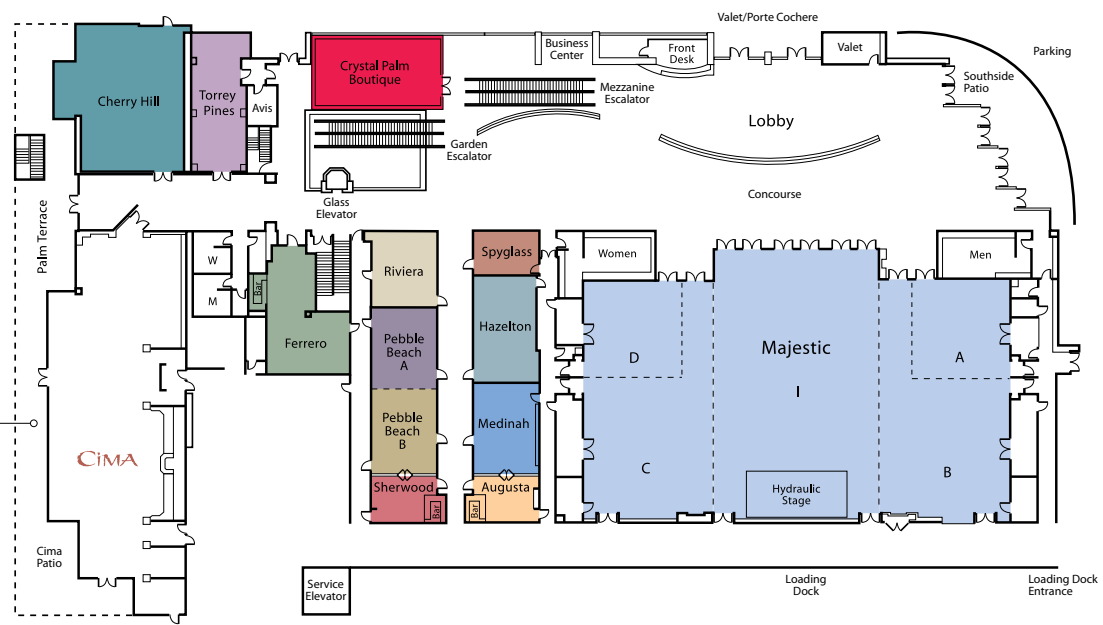 Valet/Porte Cochere
Parking
Business
Center
Front
Desk
Valet
Southside
Patio
Crystal Palm
Boutique
Cherry Hill
Torrey
Pines
Avis
Mezzanine
Escalator
Lobby
Garden
Escalator
Concourse
Glass
Elevator
Palm Terrace
W
M
Bar
Ferrero
Riviera
Spyglass
Women
Men
Hazelton
Pebble
Beach
A
D
Majestic
A
I
Pebble
Beach
B
Medinah
CiMA
C
B
Sherwood
Bar
Augusta
Bar
Hydraulic
Stage
Cima
Patio
Service
Elevator
Loading
Dock
Loading Dock
Entrance